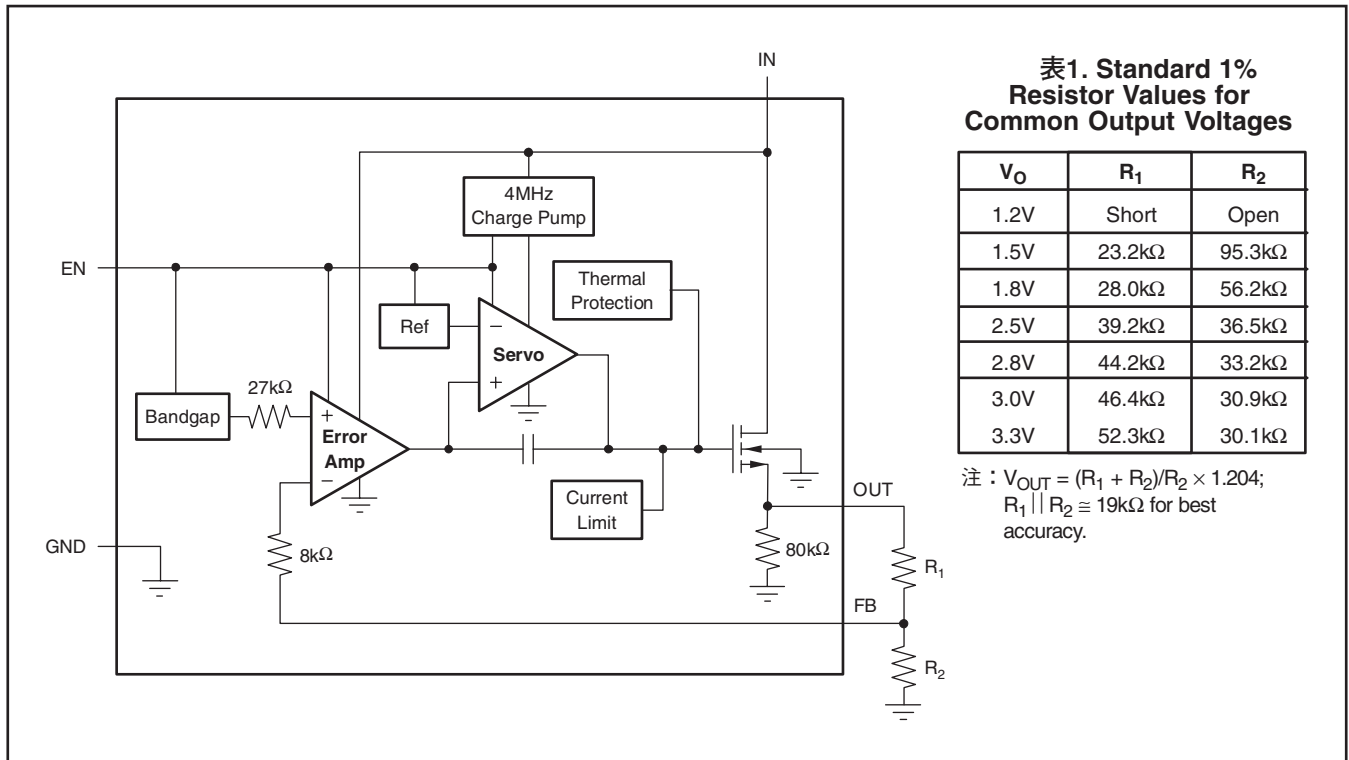 IN
4MHz
Charge Pump
EN
Thermal
Protection
Ref
−
Servo
+
27kΩ
Bandgap
+
Error
Amp
−
Current
Limit
OUT
GND
8kΩ
80kΩ
R1
FB
R2
表1. Standard 1%
Resistor Values for
Common Output Voltages
VO R1 R2
1.2V Short Open
1.5V 23.2kΩ 95.3kΩ
1.8V 28.0kΩ 56.2kΩ
2.5V 39.2kΩ 36.5kΩ
2.8V 44.2kΩ 33.2kΩ
3.0V 46.4kΩ 30.9kΩ
3.3V 52.3kΩ 30.1kΩ
注：VOUT = (R1 + R2)/R2 × 1.204;
R1||R2 ≅ 19kΩ for best
accuracy.